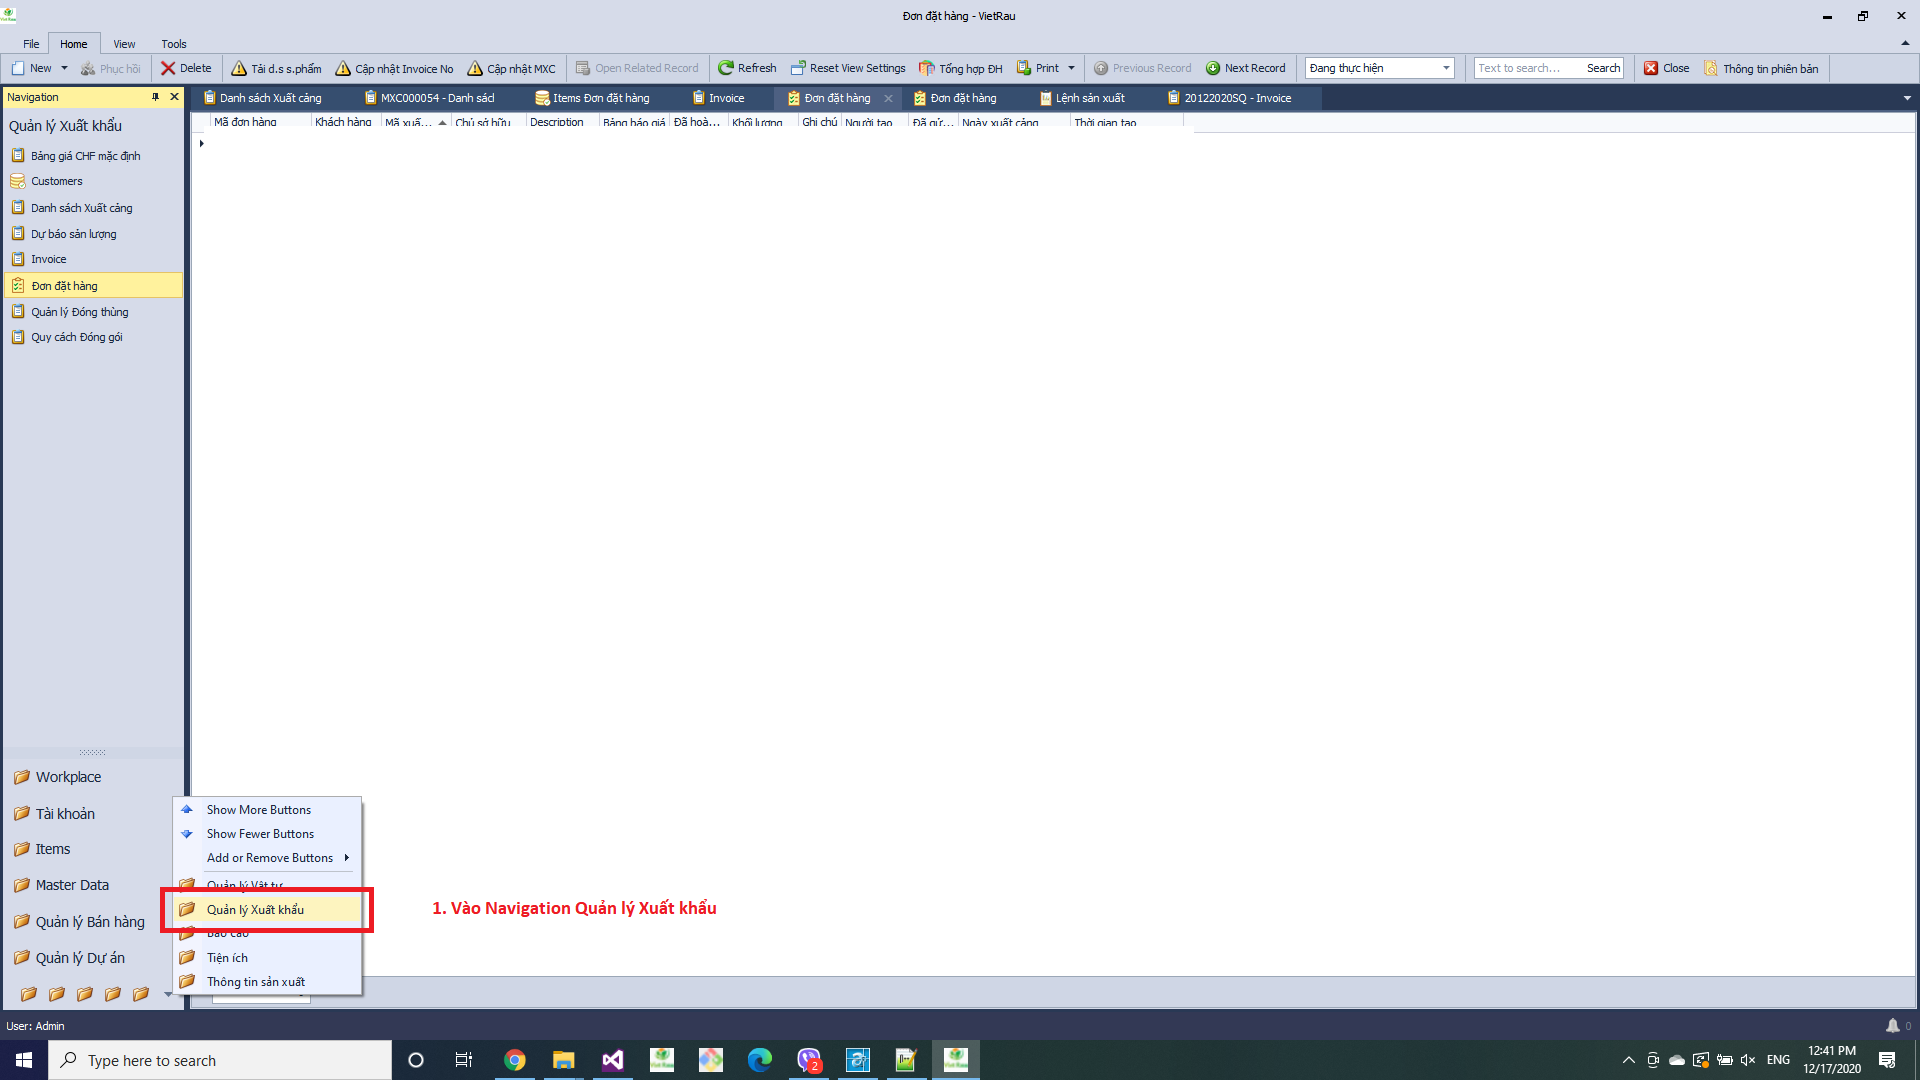 Đơn đặt hàng - VietRau
File Home View Tools
New Phục hồi Delete Tải d.s s.phẩm Cập nhật Invoice No Cập nhật MXC Open Related Record Refresh Reset View Settings Tổng hợp ĐH Print Previous Record Next Record Đang thực hiện Text to search... Search Close Thông tin phiên bản
Navigation
Danh sách Xuất cảng MXC000054 - Danh sácl Items Đơn đặt hàng Invoice Đơn đặt hàng Đơn đặt hàng Lệnh sản xuất 20122020SQ - Invoice
Mã đơn hàng Khách hàng Mã xuấ... Chủ sở hữu Description Bảng báo giá Đã hoà... Khối lượng Ghi chú Người tạo Đã gử... Ngày xuất cảng Thời gian tạo
Quản lý Xuất khẩu
Bảng giá CHF mặc định
Customers
Danh sách Xuất cảng
Dự báo sản lượng
Invoice
Đơn đặt hàng
Quản lý Đóng thùng
Quy cách Đóng gói
Workplace
Tài khoản
Items
Master Data
Quản lý Bán hàng
Quản lý Dự án
Show More Buttons
Show Fewer Buttons
Add or Remove Buttons
Quản lý Vật tư
Quản lý Xuất khẩu
Báo cáo
Tiện ích
Thông tin sản xuất
1. Vào Navigation Quản lý Xuất khẩu
User: Admin
0
Type here to search
2
ENG
12:41 PM
12/17/2020